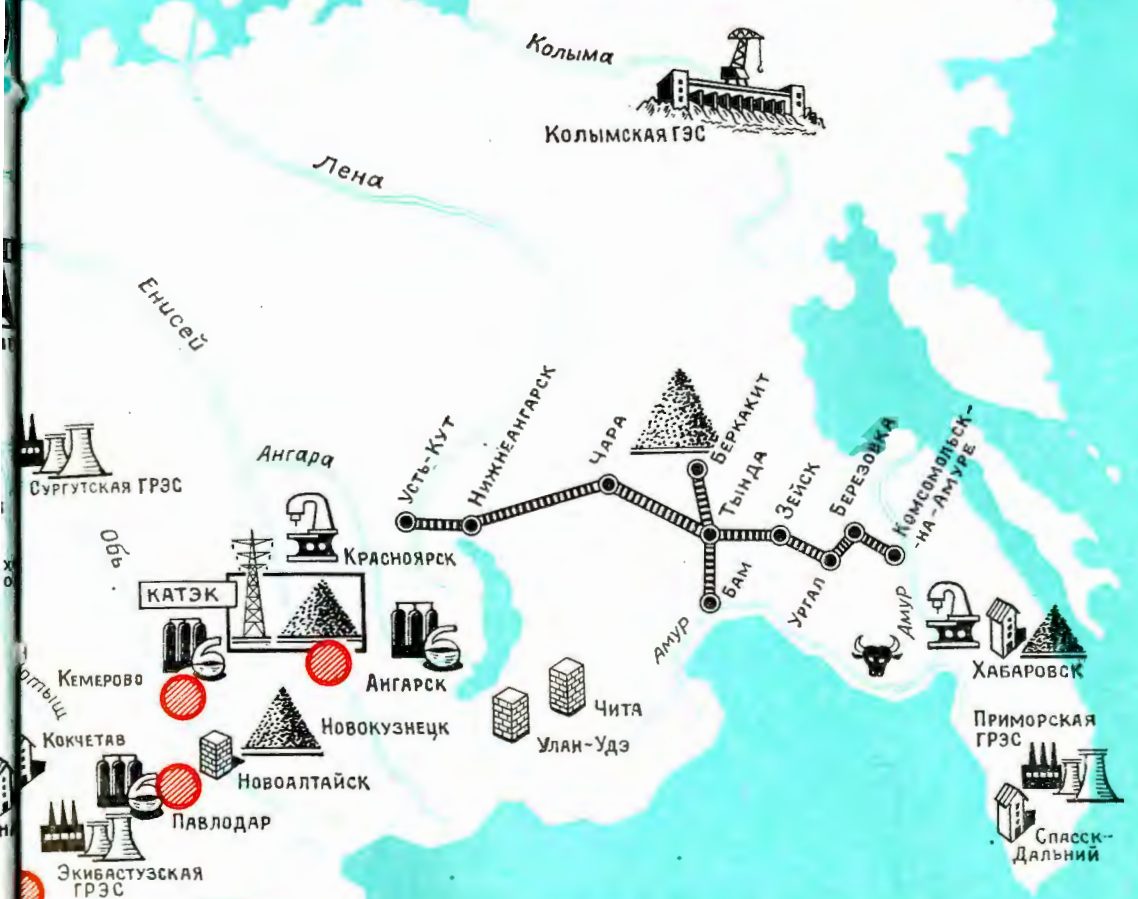 Колыма
Колымская ГЭС
Лена
Енисей
Сургутская ГРЭС
Ангара
Обь
Красноярск
КАТЭК
Кемерово
Ангарск
Новокузнецк
Кокчетав
Новоалтайск
Павлодар
Экибастузская
ГРЭС
Чита
Улан-Удэ
Усть-Кут
Нижнеангарск
Чара
Беркакит
Тында
Бам
Зейск
Ургал
Березовка
Комсомольск-
-на-Амуре
Амур
Амур
Хабаровск
Приморская
ГРЭС
Спасск-
Дальний